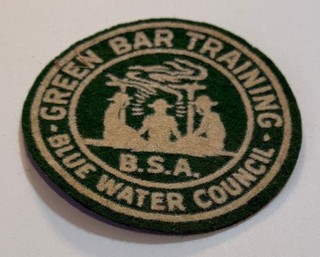 • GREEN BAR TRAINING •
B.S.A.
BLUE WATER COUNCIL